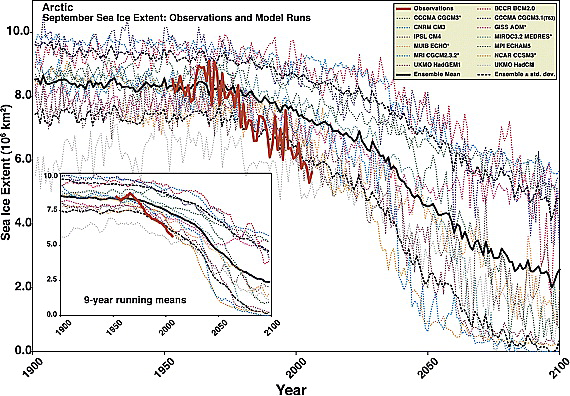 Arctic
September Sea Ice Extent: Observations and Model Runs
Observations
BCCR BCM2.0
CCCMA CGCM3*
CCCMA CGCM3.1(T63)
CNRM CM3
GISS AOM*
IPSL CM4
MIROC3.2 MEDRES*
MIUB ECHO*
MPI ECHAM5
MRI CGCM2.3.2*
NCAR CCSM3*
UKMO HadGEM1
UKMO HadCM
Ensemble Mean
Ensemble ± std. dev.
Sea Ice Extent (10⁶ km²)
10.0
8.0
6.0
4.0
2.0
0.0
1900
1950
2000
2050
2100
Year
10.0
7.5
5.0
2.5
0.0
1900
1950
2000
2050
2100
9-year running means